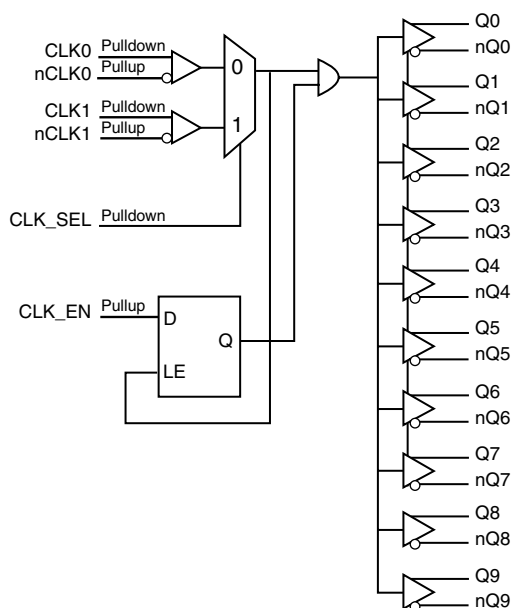 CLK0 Pulldown
nCLK0 Pullup
CLK1 Pulldown
nCLK1 Pullup
0
1
CLK_SEL Pulldown
CLK_EN Pullup
D
Q
LE
Q0
nQ0
Q1
nQ1
Q2
nQ2
Q3
nQ3
Q4
nQ4
Q5
nQ5
Q6
nQ6
Q7
nQ7
Q8
nQ8
Q9
nQ9